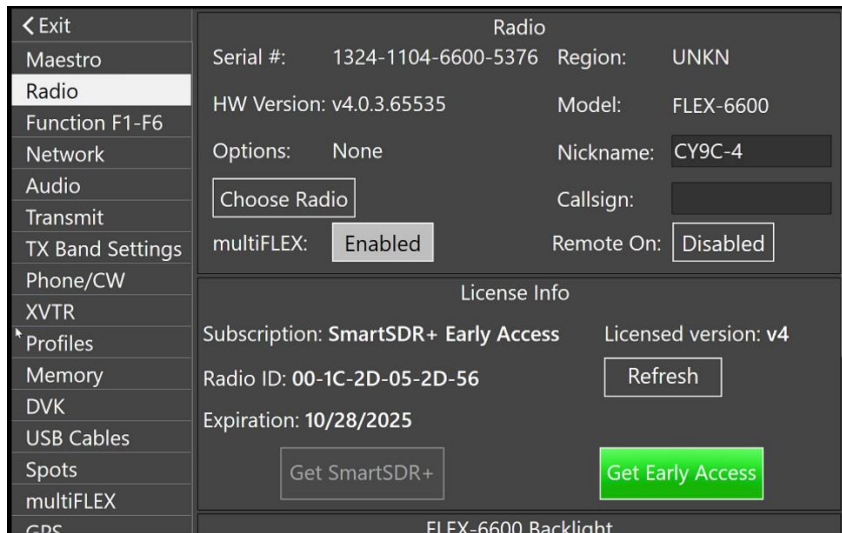 Exit
Maestro
Radio
Function F1-F6
Network
Audio
Transmit
TX Band Settings
Phone/CW
XVTR
Profiles
Memory
DVK
USB Cables
Spots
multiFLEX
GPS
Radio
Serial #: 1324-1104-6600-5376 Region: UNKN
HW Version: v4.0.3.65535 Model: FLEX-6600
Options: None Nickname: CY9C-4
Choose Radio Callsign:
multiFLEX: Enabled Remote On: Disabled
License Info
Subscription: SmartSDR+ Early Access Licensed version: v4
Radio ID: 00-1C-2D-05-2D-56 Refresh
Expiration: 10/28/2025
Get SmartSDR+ Get Early Access
FLEX-6600 Backlight